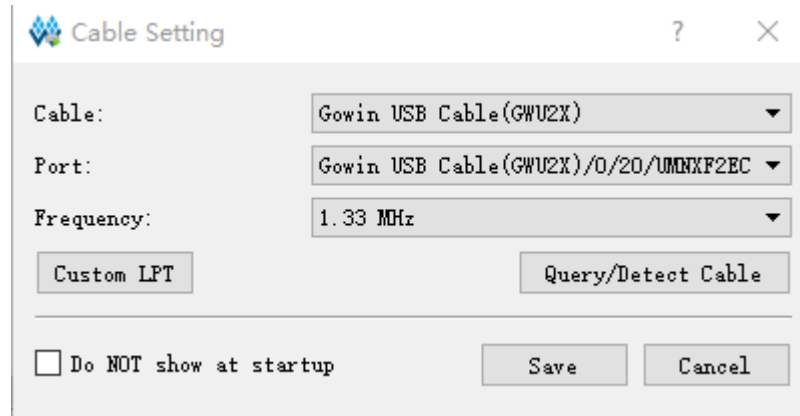 Cable Setting ?
Cable: Gowin USB Cable(GWU2X)
Port: Gowin USB Cable(GWU2X)/0/20/UMNXF2EC
Frequency: 1.33 MHz
Custom LPT Query/Detect Cable
Do NOT show at startup Save Cancel